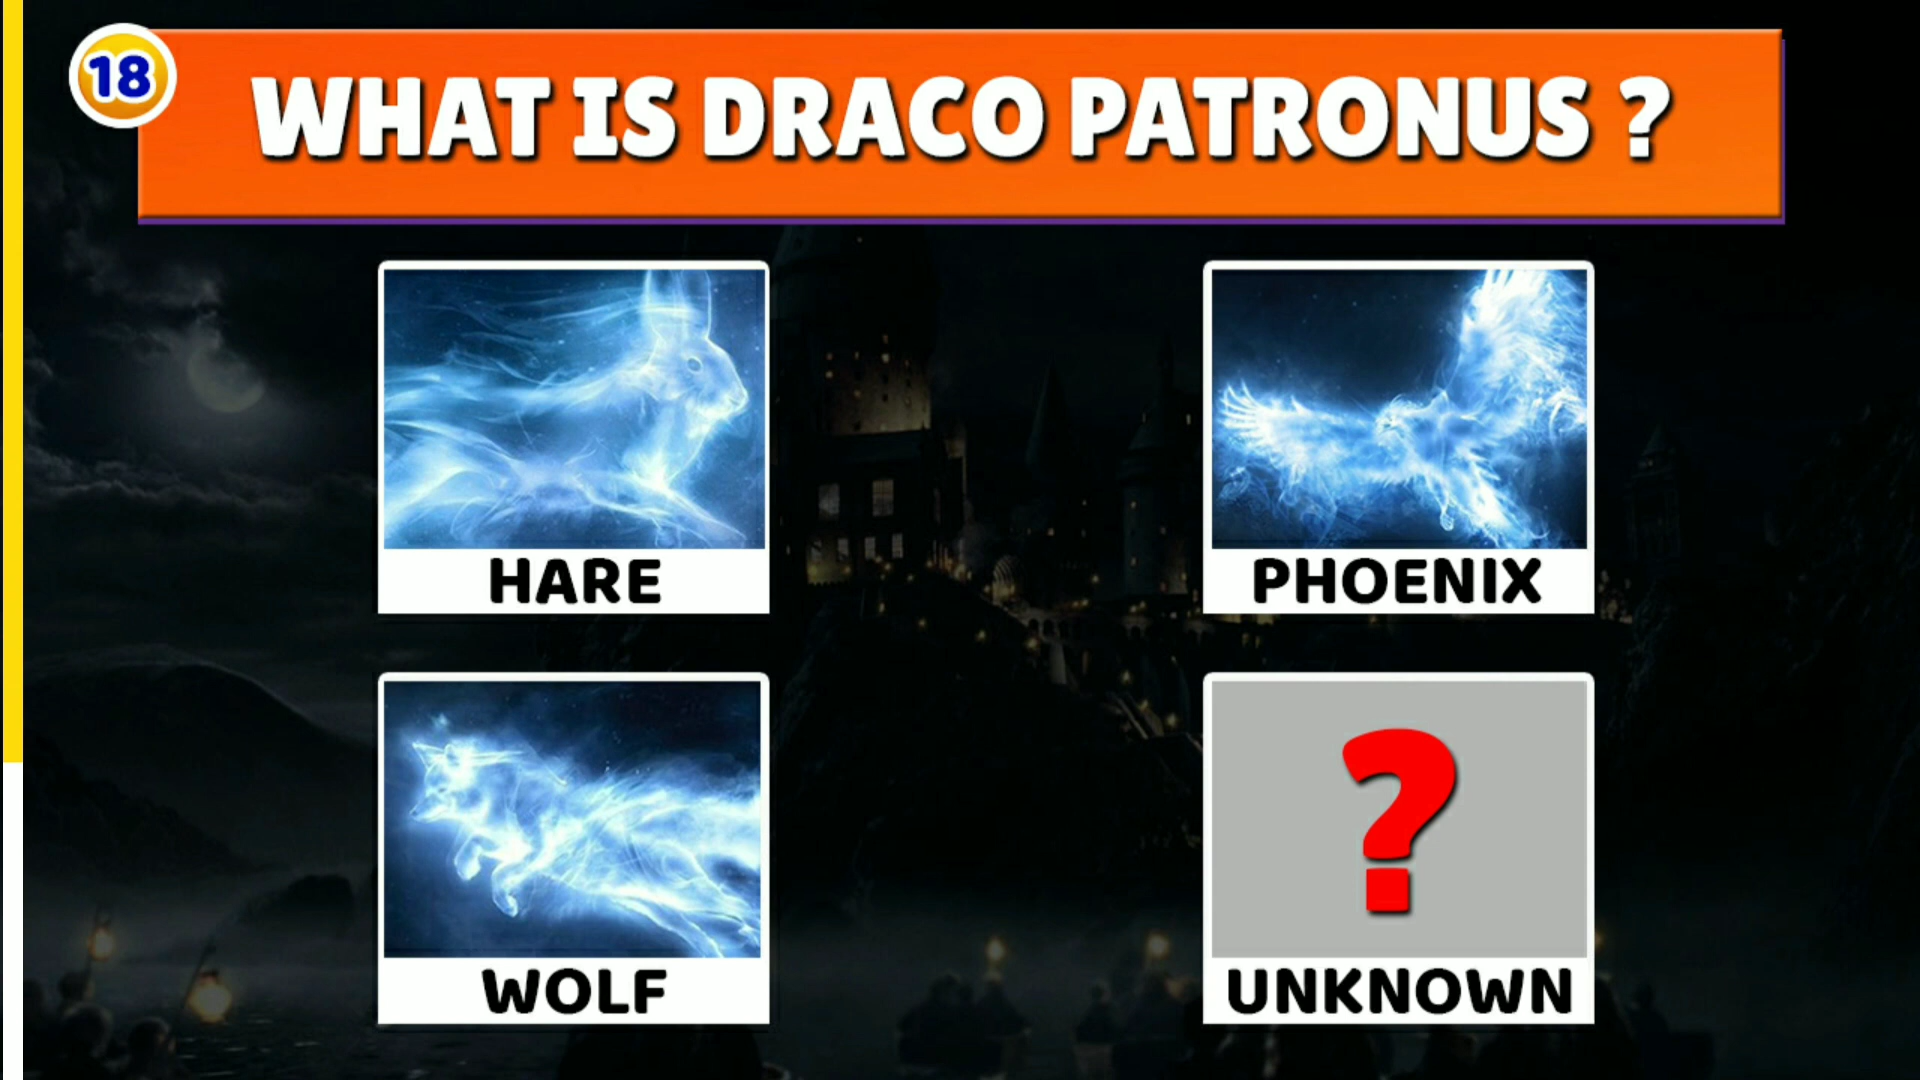 18
WHAT IS DRACO PATRONUS ?
HARE
PHOENIX
WOLF
?
UNKNOWN